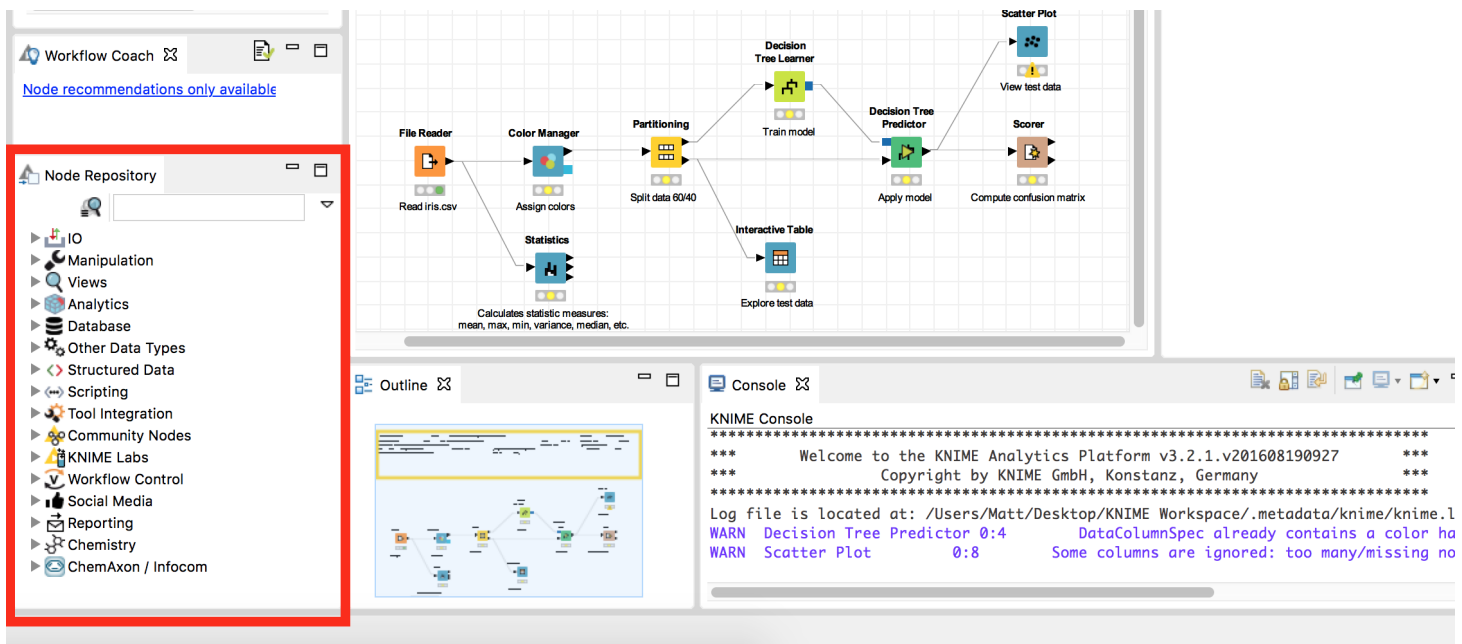 Workflow Coach
Node recommendations only available
Node Repository
IO
Manipulation
Views
Analytics
Database
Other Data Types
Structured Data
Scripting
Tool Integration
Community Nodes
KNIME Labs
Workflow Control
Social Media
Reporting
Chemistry
ChemAxon / Infocom
File Reader
Read iris.csv
Color Manager
Assign colors
Statistics
Calculates statistic measures:
mean, max, min, variance, median, etc.
Partitioning
Split data 60/40
Decision
Tree Learner
Train model
Interactive Table
Explore test data
Decision Tree
Predictor
Apply model
Scatter Plot
View test data
Scorer
Compute confusion matrix
Outline
Console
KNIME Console
********************************************************************************
*** Welcome to the KNIME Analytics Platform v3.2.1.v201608190927 ***
*** Copyright by KNIME GmbH, Konstanz, Germany ***
********************************************************************************
Log file is located at: /Users/Matt/Desktop/KNIME Workspace/.metadata/knime/knime.l
WARN Decision Tree Predictor 0:4 DataColumnSpec already contains a color ha
WARN Scatter Plot 0:8 Some columns are ignored: too many/missing no